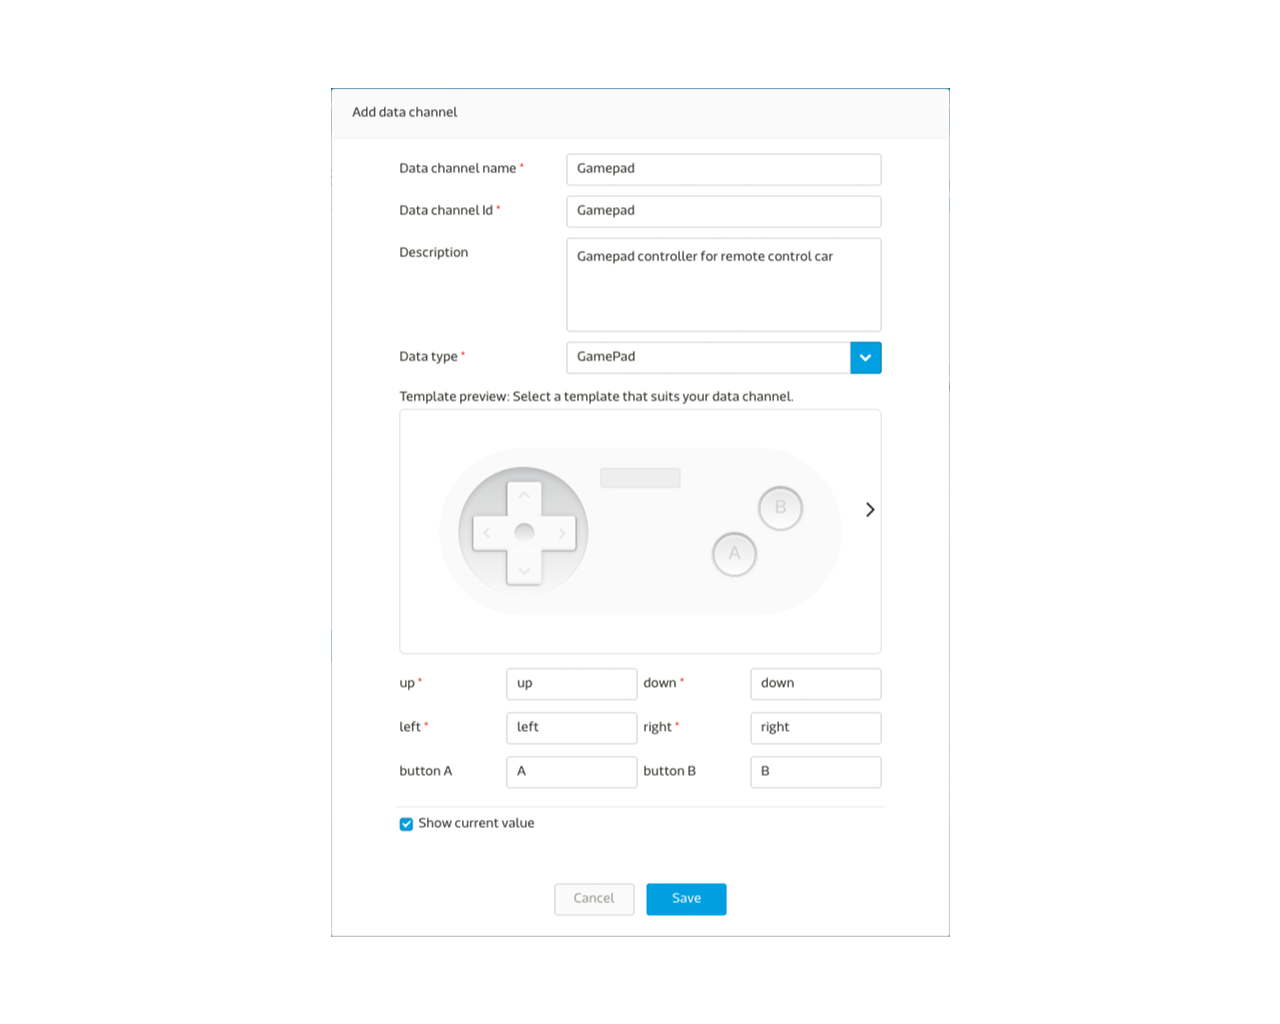 Add data channel
Data channel name * Gamepad
Data channel Id * Gamepad
Description Gamepad controller for remote control car
Data type * GamePad
Template preview: Select a template that suits your data channel.
B
A
up * up down * down
left * left right * right
button A A button B B
Show current value
Cancel Save